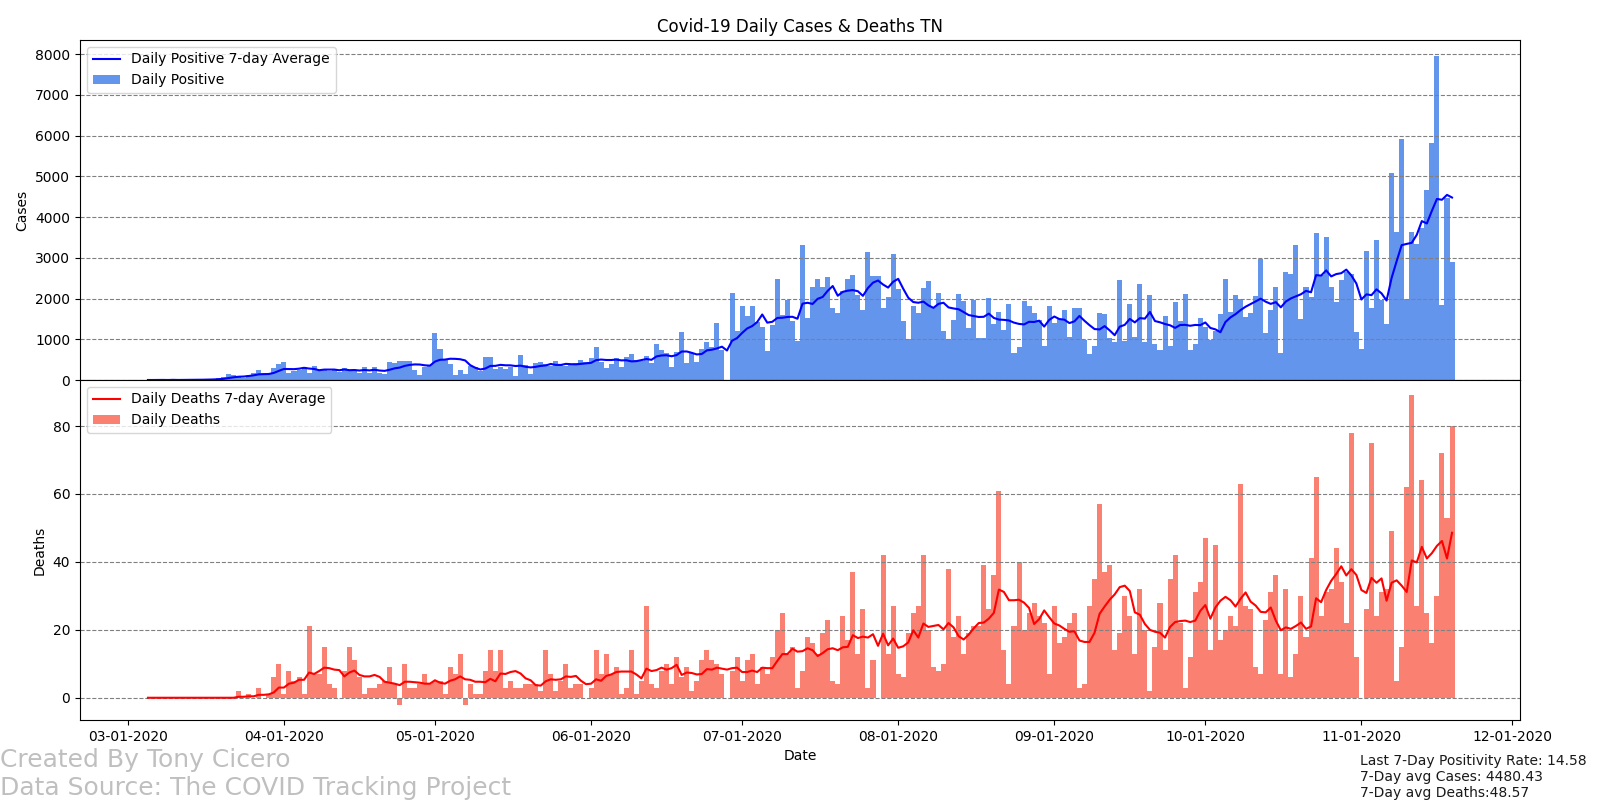 Covid-19 Daily Cases & Deaths TN
Daily Positive 7-day Average
Daily Positive
8000
7000
6000
5000
4000
3000
2000
1000
0
Cases
Daily Deaths 7-day Average
Daily Deaths
80
60
40
20
0
Deaths
03-01-2020 04-01-2020 05-01-2020 06-01-2020 07-01-2020 08-01-2020 09-01-2020 10-01-2020 11-01-2020 12-01-2020
Date
Created By Tony Cicero
Data Source: The COVID Tracking Project
Last 7-Day Positivity Rate: 14.58
7-Day avg Cases: 4480.43
7-Day avg Deaths:48.57